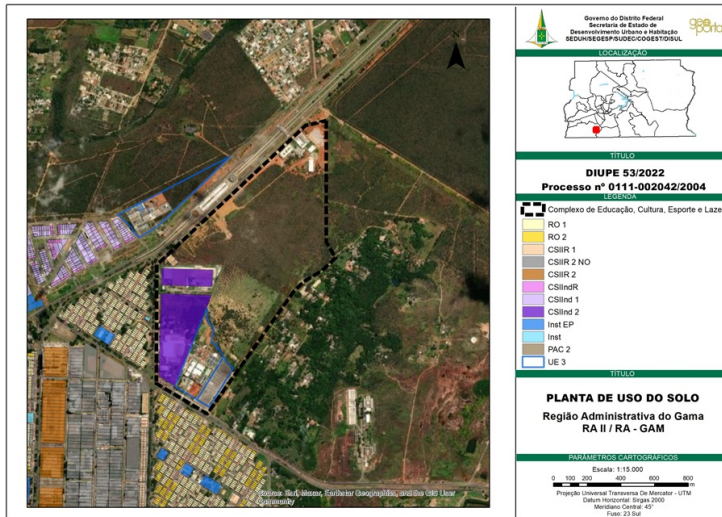 Governo do Distrito Federal
Secretaria de Estado de
Desenvolvimento Urbano e Habitação
SEDUH/SEGESP/SUDEC/COGEST/DISUL
geo
porta
LOCALIZAÇÃO
TÍTULO
DIUPE 53/2022
Processo nº 0111-002042/2004
LEGENDA
Complexo de Educação, Cultura, Esporte e Laze
RO 1
RO 2
CSIIR 1
CSIIR 2 NO
CSIIR 2
CSIIndR
CSIInd 1
CSIInd 2
Inst EP
Inst
PAC 2
UE 3
TÍTULO
PLANTA DE USO DO SOLO
Região Administrativa do Gama
RA II / RA - GAM
PARÂMETROS CARTOGRÁFICOS
Escala: 1:15.000
0 100 200 400 600 800
m
Projeção Universal Transversa De Mercator - UTM
Datum Horizontal: Sirgas 2000
Meridiano Central: 45°
Fuso: 23 Sul
N
Source: Esri, Maxar, Earthstar Geographics, and the GIS User
Community